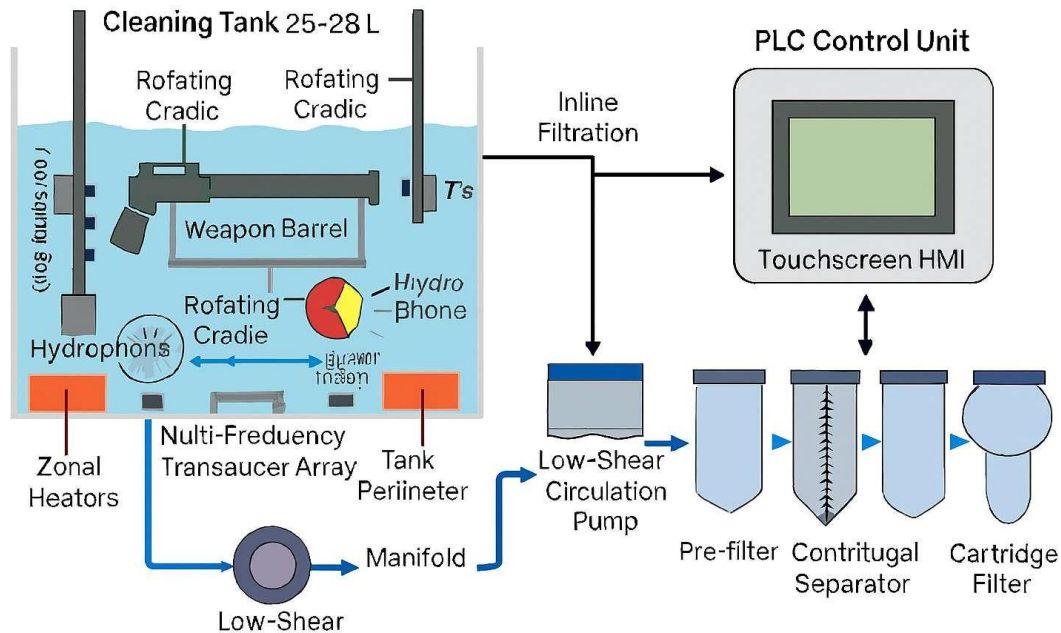 Cleaning Tank 25-28 L
Rofating
Cradic
Rofating
Cradic
T's
Weapon Barrel
Rofating
Cradie
Hiydro
Bhone
Hydrophons
Zonal
Heators
Nulti-Freduency
Transaucer Array
Tank
Periineter
Low-Shear
Manifold
Inline
Filtration
PLC Control Unit
Touchscreen HMI
Low-Shear
Circulation
Pump
Pre-filter
Contritugal
Separator
Cartridge
Filter